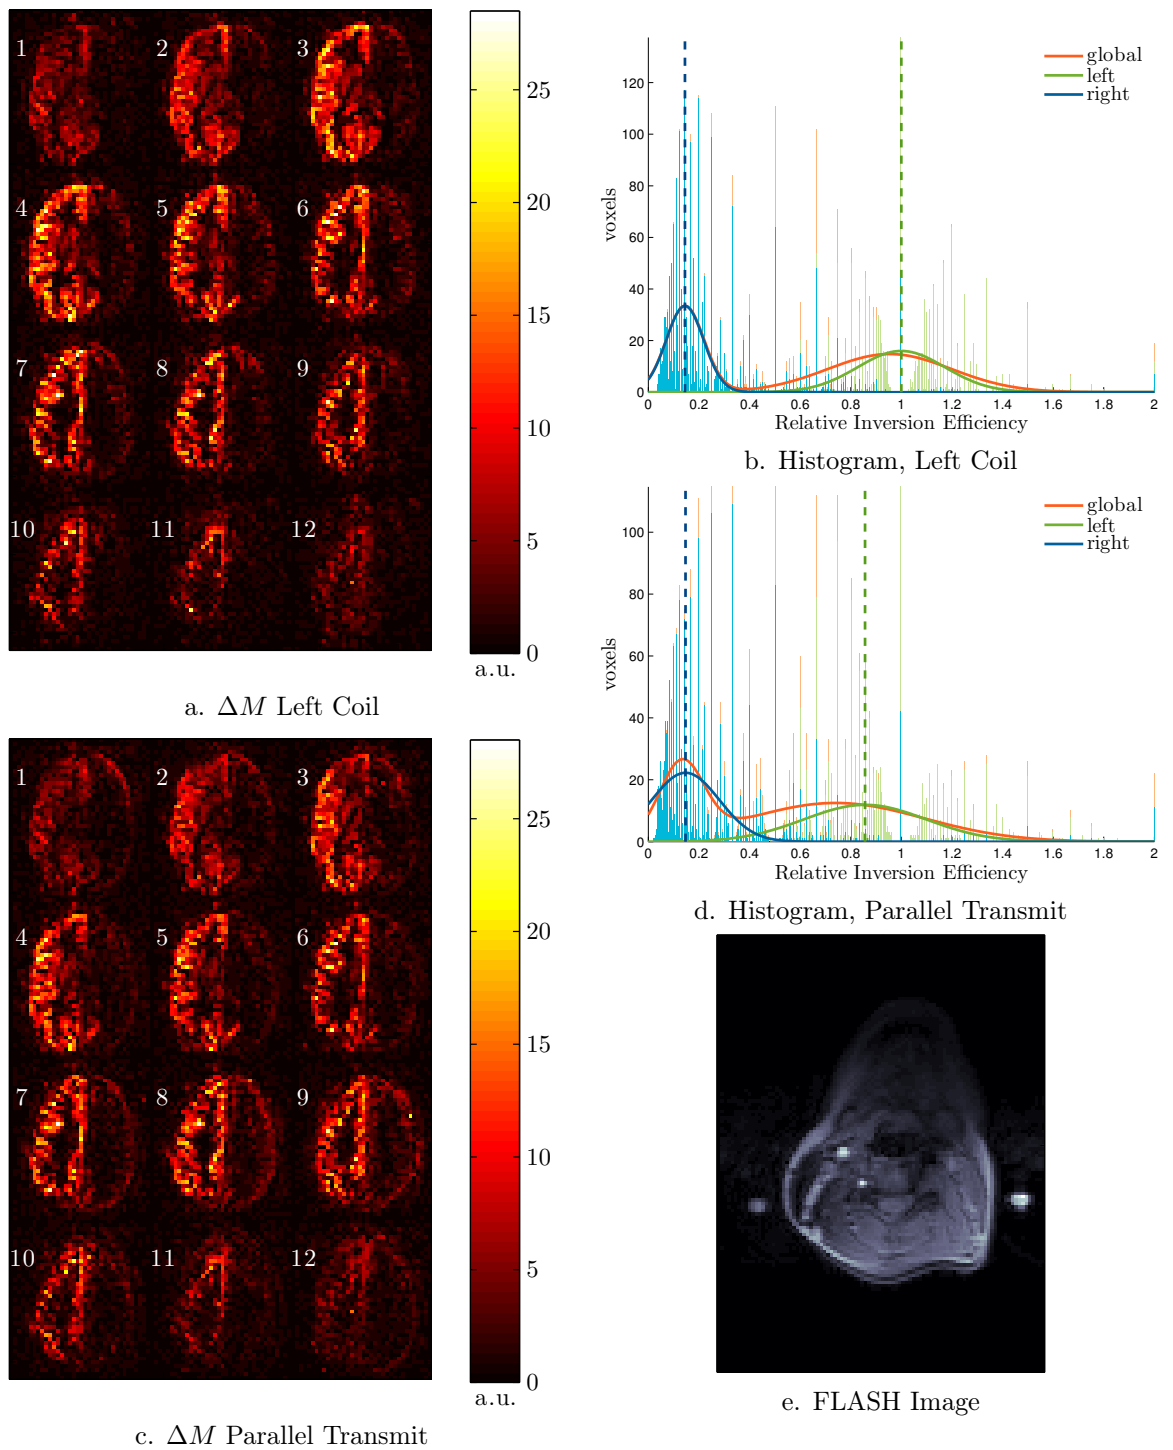 1 2 3
4 5 6
7 8 9
10 11 12
25
20
15
10
5
0
a.u.
a. ΔM Left Coil
global
left
right
voxels
120
100
80
60
40
20
0
0 0.2 0.4 0.6 0.8 1 1.2 1.4 1.6 1.8 2
Relative Inversion Efficiency
b. Histogram, Left Coil
global
left
right
voxels
100
80
60
40
20
0
0 0.2 0.4 0.6 0.8 1 1.2 1.4 1.6 1.8 2
Relative Inversion Efficiency
d. Histogram, Parallel Transmit
1 2 3
4 5 6
7 8 9
10 11 12
25
20
15
10
5
0
a.u.
c. ΔM Parallel Transmit
e. FLASH Image